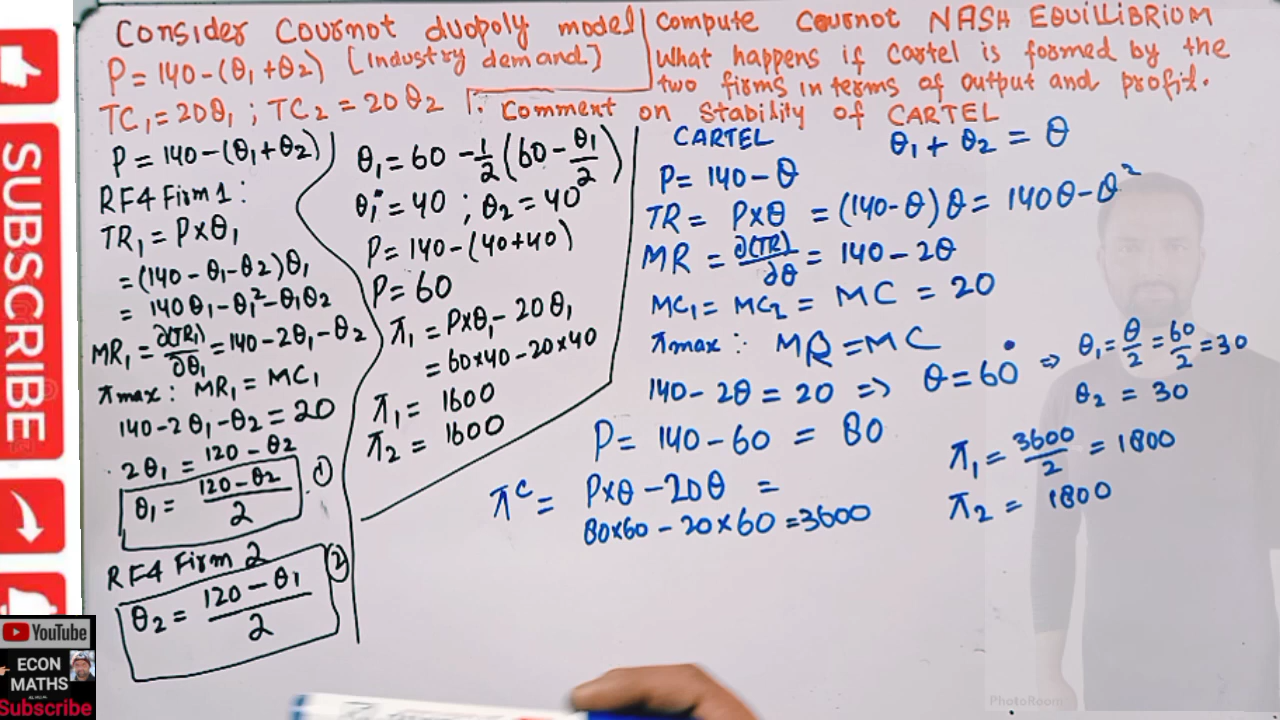 Consider Cournot duopoly model
P = 140 - (θ1 + θ2) [Industry demand]
TC1 = 20θ1 ; TC2 = 20θ2
Compute Cournot NASH EQUILIBRIUM
What happens if Cartel is formed by the
two firms in terms of output and profit.
Comment on Stability of CARTEL
P = 140 - (θ1 + θ2)
RF4 Firm 1 :
TR1 = P×θ1
= (140 - θ1 - θ2) θ1
= 140θ1 - θ1² - θ1θ2
MR1 = ∂(TR1)/∂θ1 = 140 - 2θ1 - θ2
πmax : MR1 = MC1
140 - 2θ1 - θ2 = 20
2θ1 = 120 - θ2
θ1 = (120 - θ2)/2 ①
RF4 Firm 2
θ2 = (120 - θ1)/2 ②
θ1 = 60 - 1/2 (60 - θ1/2)
θ1 = 40 ; θ2 = 40
P = 140 - (40+40)
P = 60
π1 = P×θ1 - 20θ1
= 60×40 - 20×40
π1 = 1600
π2 = 1600
CARTEL
θ1 + θ2 = θ
P = 140 - θ
TR = P×θ = (140-θ)θ = 140θ - θ²
MR = ∂(TR)/∂θ = 140 - 2θ
MC1 = MC2 = MC = 20
πmax : MR = MC
140 - 2θ = 20 => θ = 60 => θ1 = θ/2 = 60/2 = 30
θ2 = 30
P = 140 - 60 = 80
π^c = P×θ - 20θ =
80×60 - 20×60 = 3600
π1 = 3600/2 = 1800
π2 = 1800
SUBSCRIBE
YouTube
ECON
MATHS
Subscribe
PhotoRoom